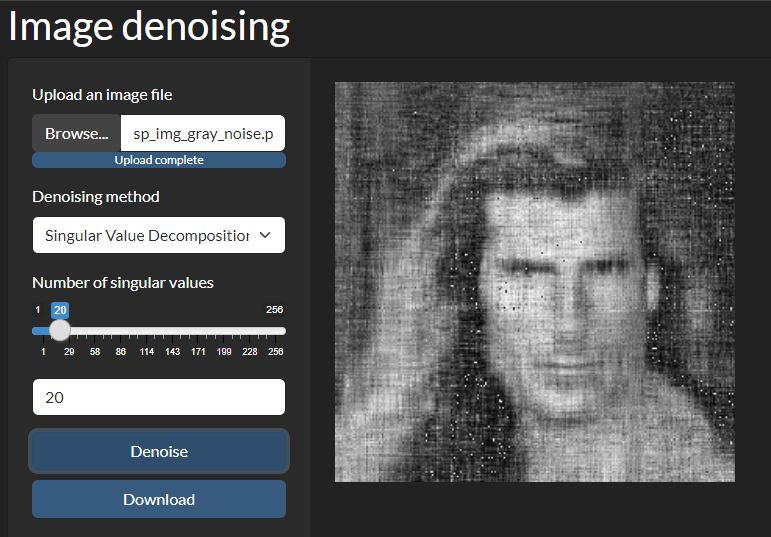 Image denoising
Upload an image file
Browse... sp_img_gray_noise.p
Upload complete
Denoising method
Singular Value Decomposition
Number of singular values
1 20 256
1 29 58 86 114 143 171 199 228 256
20
Denoise
Download